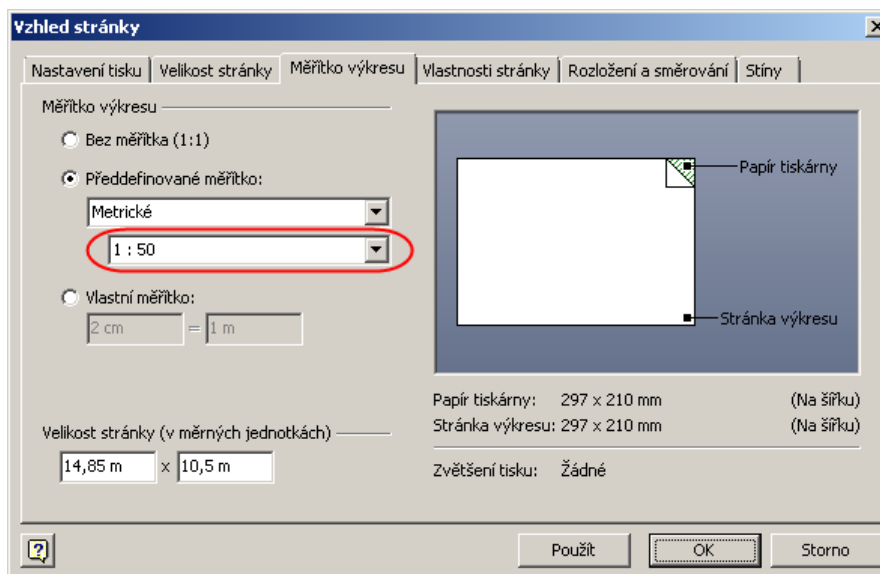 Vzhled stránky
Nastavení tisku Velikost stránky Měřítko výkresu Vlastnosti stránky Rozložení a směrování Stíny
Měřítko výkresu
Bez měřítka (1:1)
Předdefinované měřítko:
Metrické
1 : 50
Vlastní měřítko:
2 cm = 1 m
Velikost stránky (v měrných jednotkách)
14,85 m x 10,5 m
Papír tiskárny
Stránka výkresu
Papír tiskárny: 297 x 210 mm (Na šířku)
Stránka výkresu: 297 x 210 mm (Na šířku)
Zvětšení tisku: Žádné
Použít OK Storno